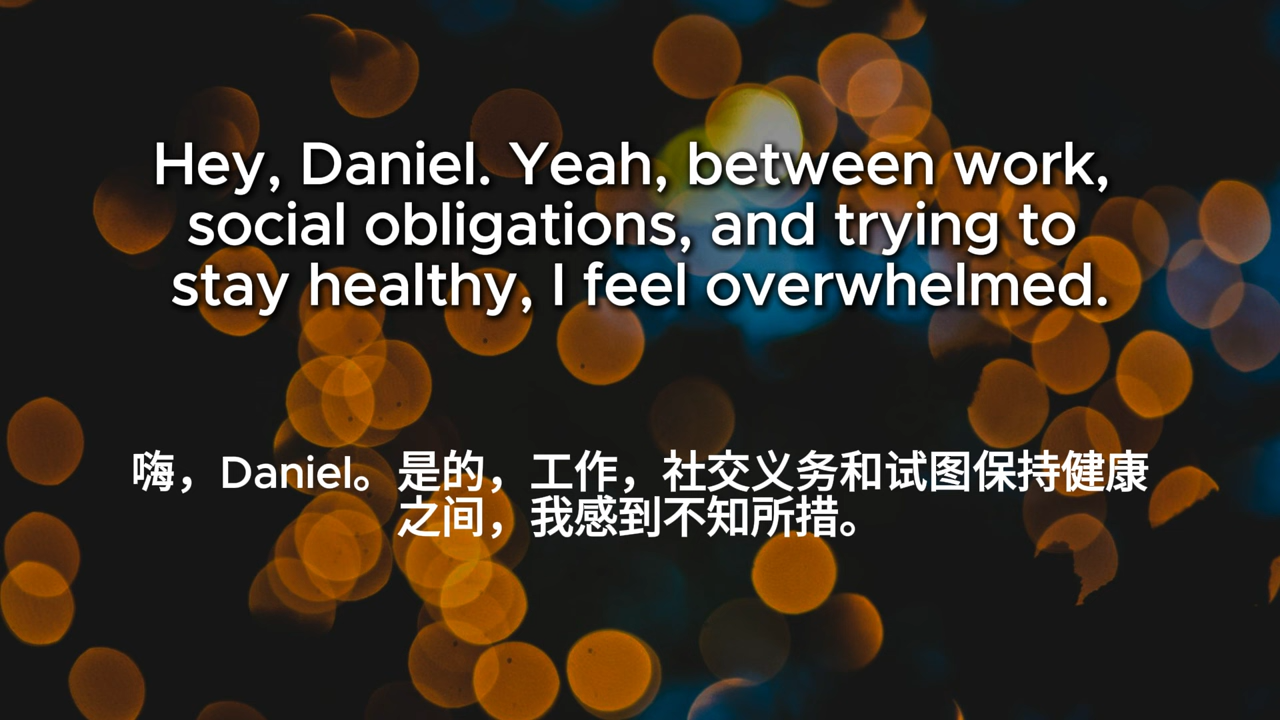 Hey, Daniel. Yeah, between work,
social obligations, and trying to
stay healthy, I feel overwhelmed.
嗨，Daniel。是的，工作，社交义务和试图保持健康
之间，我感到不知所措。